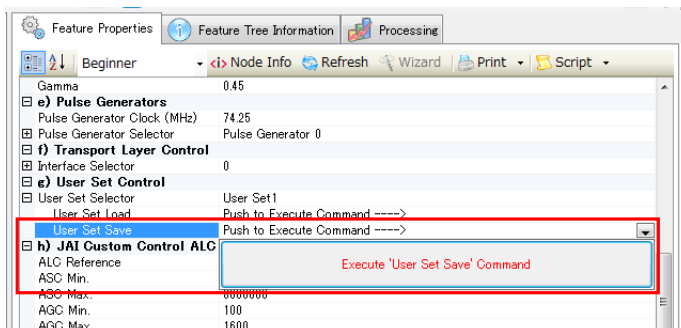 Feature Properties Feature Tree Information Processing
Beginner <i> Node Info Refresh Wizard Print Script
Gamma 0.45
e) Pulse Generators
Pulse Generator Clock (MHz) 74.25
Pulse Generator Selector Pulse Generator 0
f) Transport Layer Control
Interface Selector 0
g) User Set Control
User Set Selector User Set1
User Set Load Push to Execute Command ---->
User Set Save Push to Execute Command ---->
h) JAI Custom Control ALC
ALC Reference
Execute 'User Set Save' Command
ASC Min.
ASC Max.
AGC Min. 100
AGC Max 1600